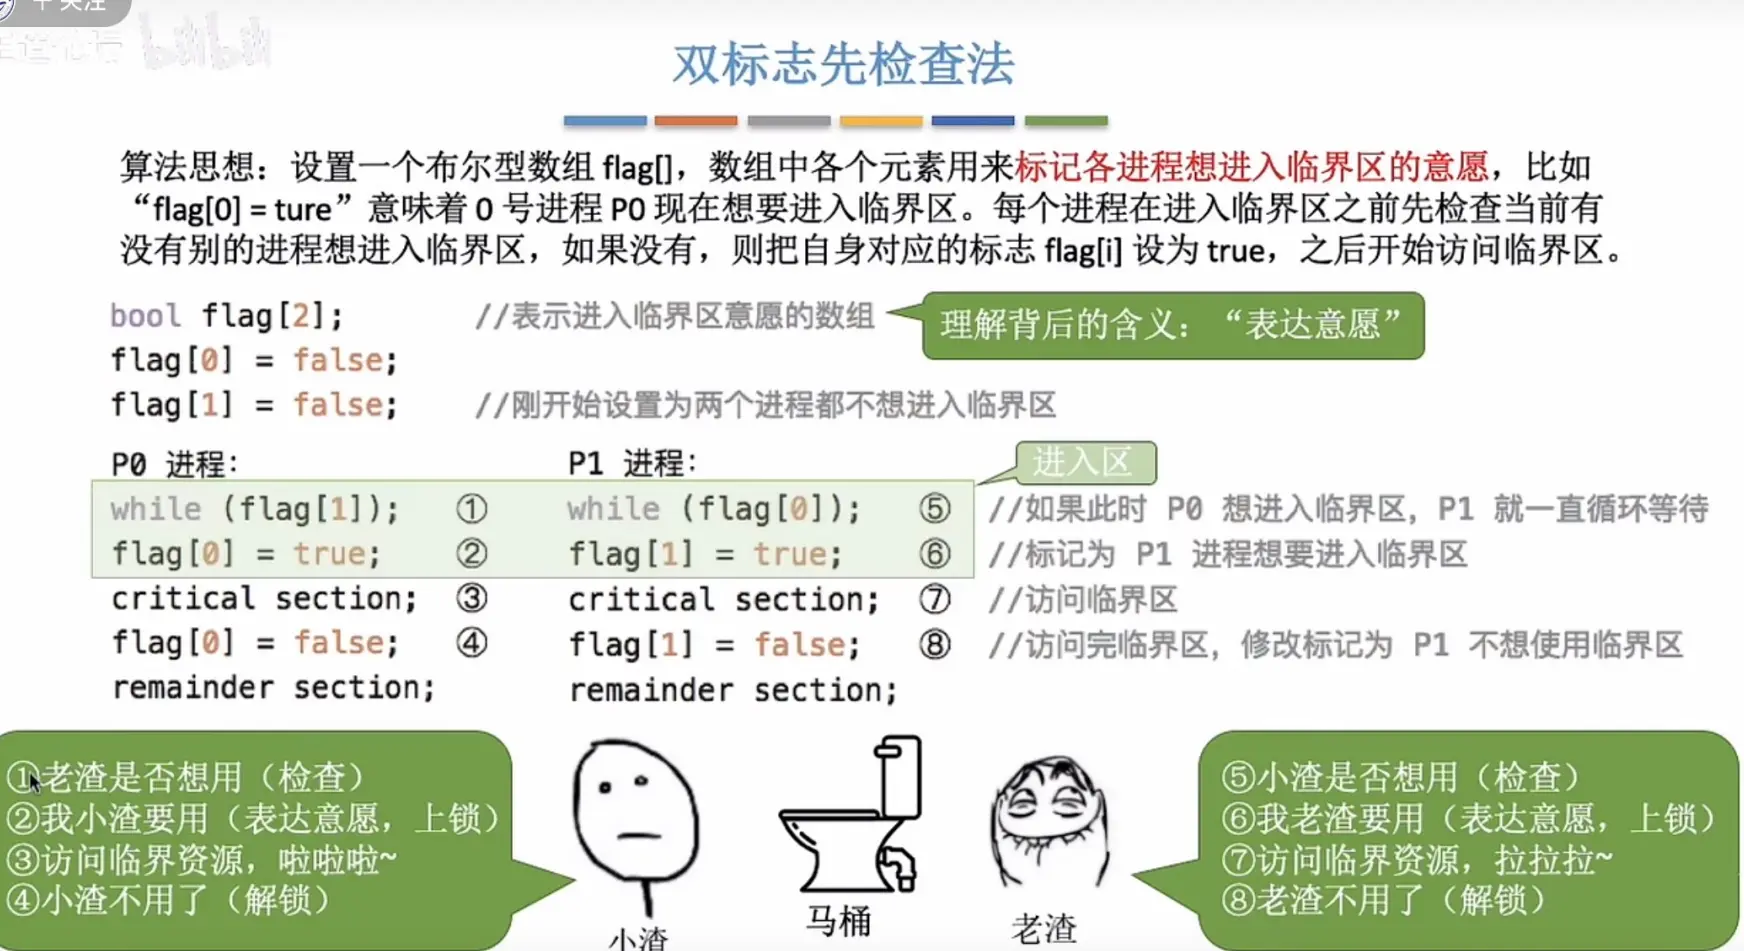 十关注
bilibili
双标志先检查法
算法思想：设置一个布尔型数组 flag[]，数组中各个元素用来标记各进程想进入临界区的意愿，比如
“flag[0] = ture”意味着 0 号进程 P0 现在想要进入临界区。每个进程在进入临界区之前先检查当前有
没有别的进程想进入临界区，如果没有，则把自身对应的标志 flag[i] 设为 true，之后开始访问临界区。
bool flag[2]; //表示进入临界区意愿的数组
理解背后的含义：“表达意愿”
flag[0] = false;
flag[1] = false; //刚开始设置为两个进程都不想进入临界区
P0 进程： P1 进程：
进入区
while (flag[1]); ① while (flag[0]); ⑤ //如果此时 P0 想进入临界区，P1 就一直循环等待
flag[0] = true; ② flag[1] = true; ⑥ //标记为 P1 进程想要进入临界区
critical section; ③ critical section; ⑦ //访问临界区
flag[0] = false; ④ flag[1] = false; ⑧ //访问完临界区，修改标记为 P1 不想使用临界区
remainder section; remainder section;
①老渣是否想用（检查）
②我小渣要用（表达意愿，上锁）
③访问临界资源，啦啦啦~
④小渣不用了（解锁）
小渣
马桶
老渣
⑤小渣是否想用（检查）
⑥我老渣要用（表达意愿，上锁）
⑦访问临界资源，拉拉拉~
⑧老渣不用了（解锁）